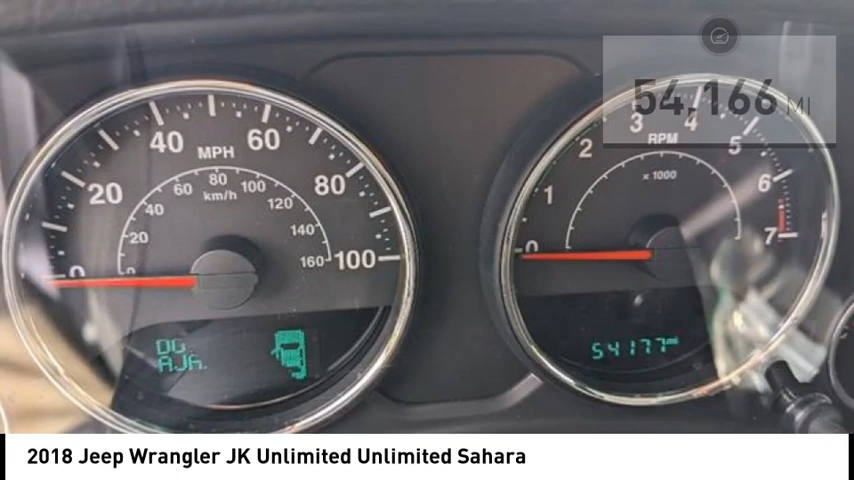 54,166 MI
20 40 60 80 100
MPH
20 40 60 80 100 120 140 160
km/h
1 2 3 4 5 6 7
RPM
x 1000
0 0 0
54177
2018 Jeep Wrangler JK Unlimited Unlimited Sahara